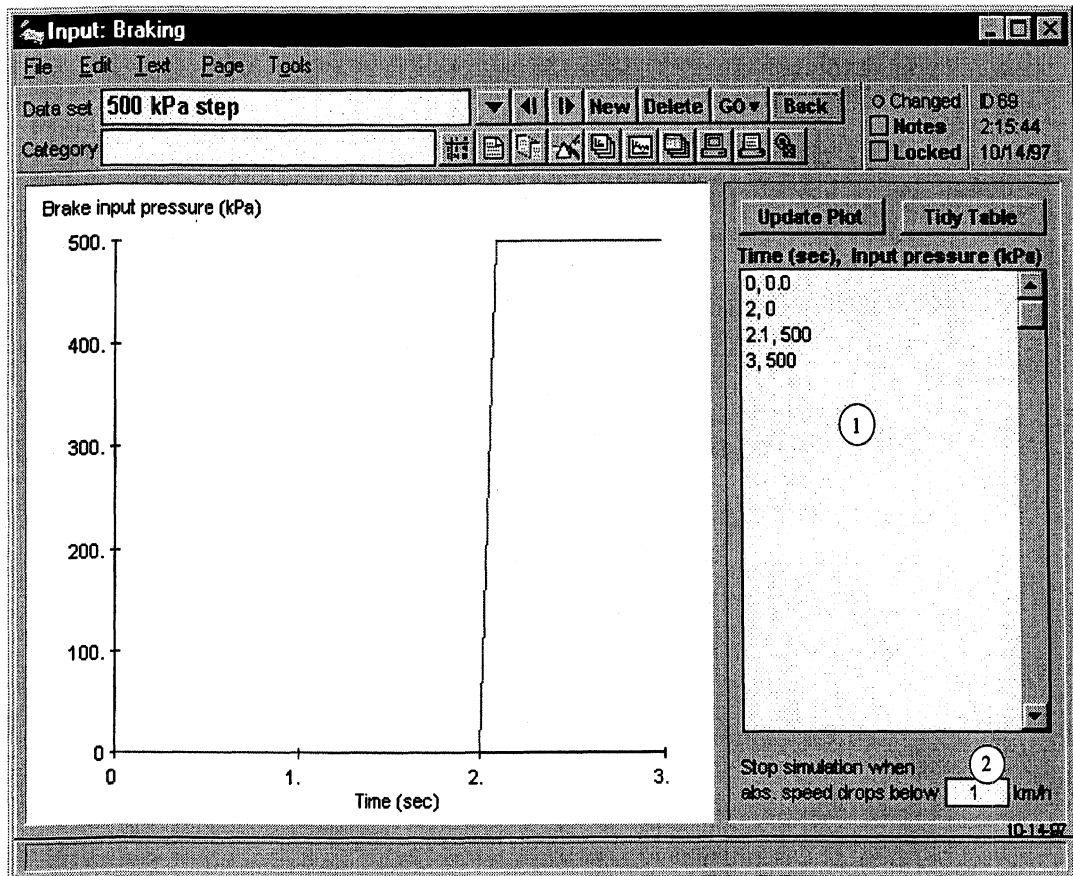 Input: Braking
File Edit Text Page Tools
Data set 500 kPa step New Delete GO Back Changed ID 69
Notes 2:15:44
Category Locked 10/14/97
Brake input pressure (kPa)
500.
400.
300.
200.
100.
0
0 1. 2. 3.
Time (sec)
Update Plot Tidy Table
Time (sec), Input pressure (kPa)
0, 0.0
2, 0
2.1, 500
3, 500
1
2
Stop simulation when
abs. speed drops below 1 km/h
10-14-97